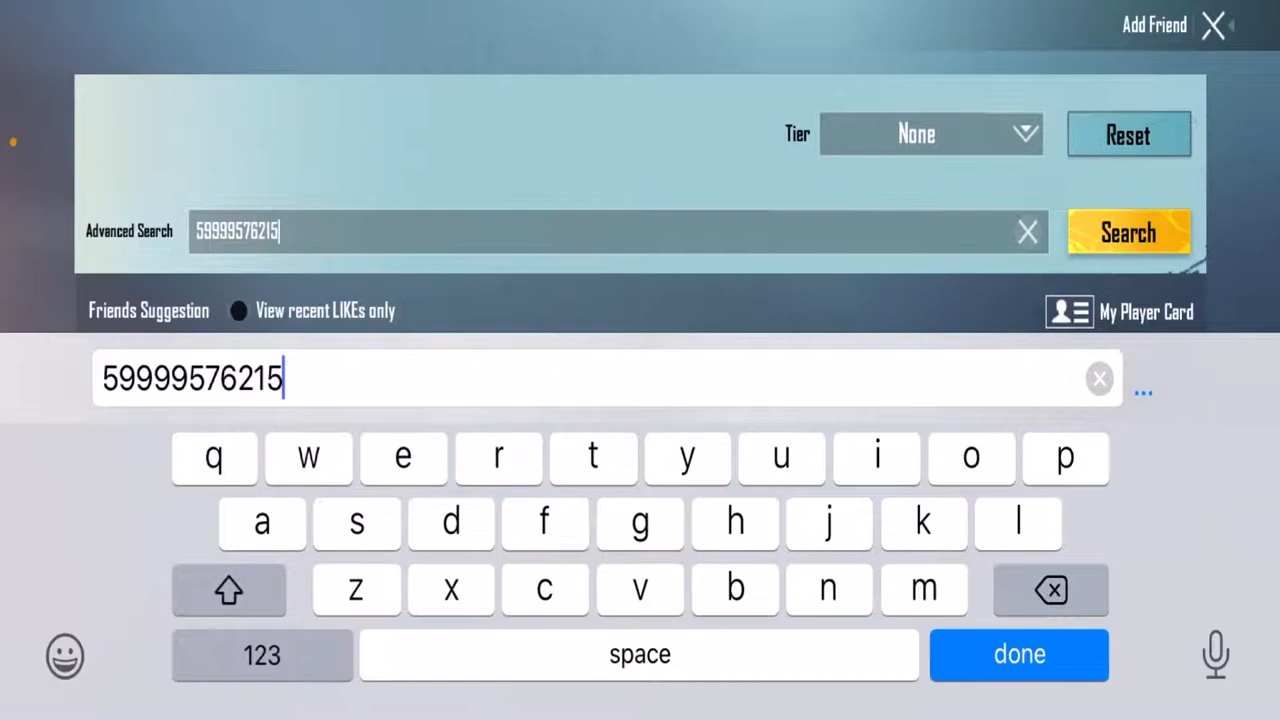 Add Friend
Tier None Reset
Advanced Search 59999576215 Search
Friends Suggestion View recent LIKEs only My Player Card
59999576215 ...
q w e r t y u i o p
a s d f g h j k l
z x c v b n m
123 space done